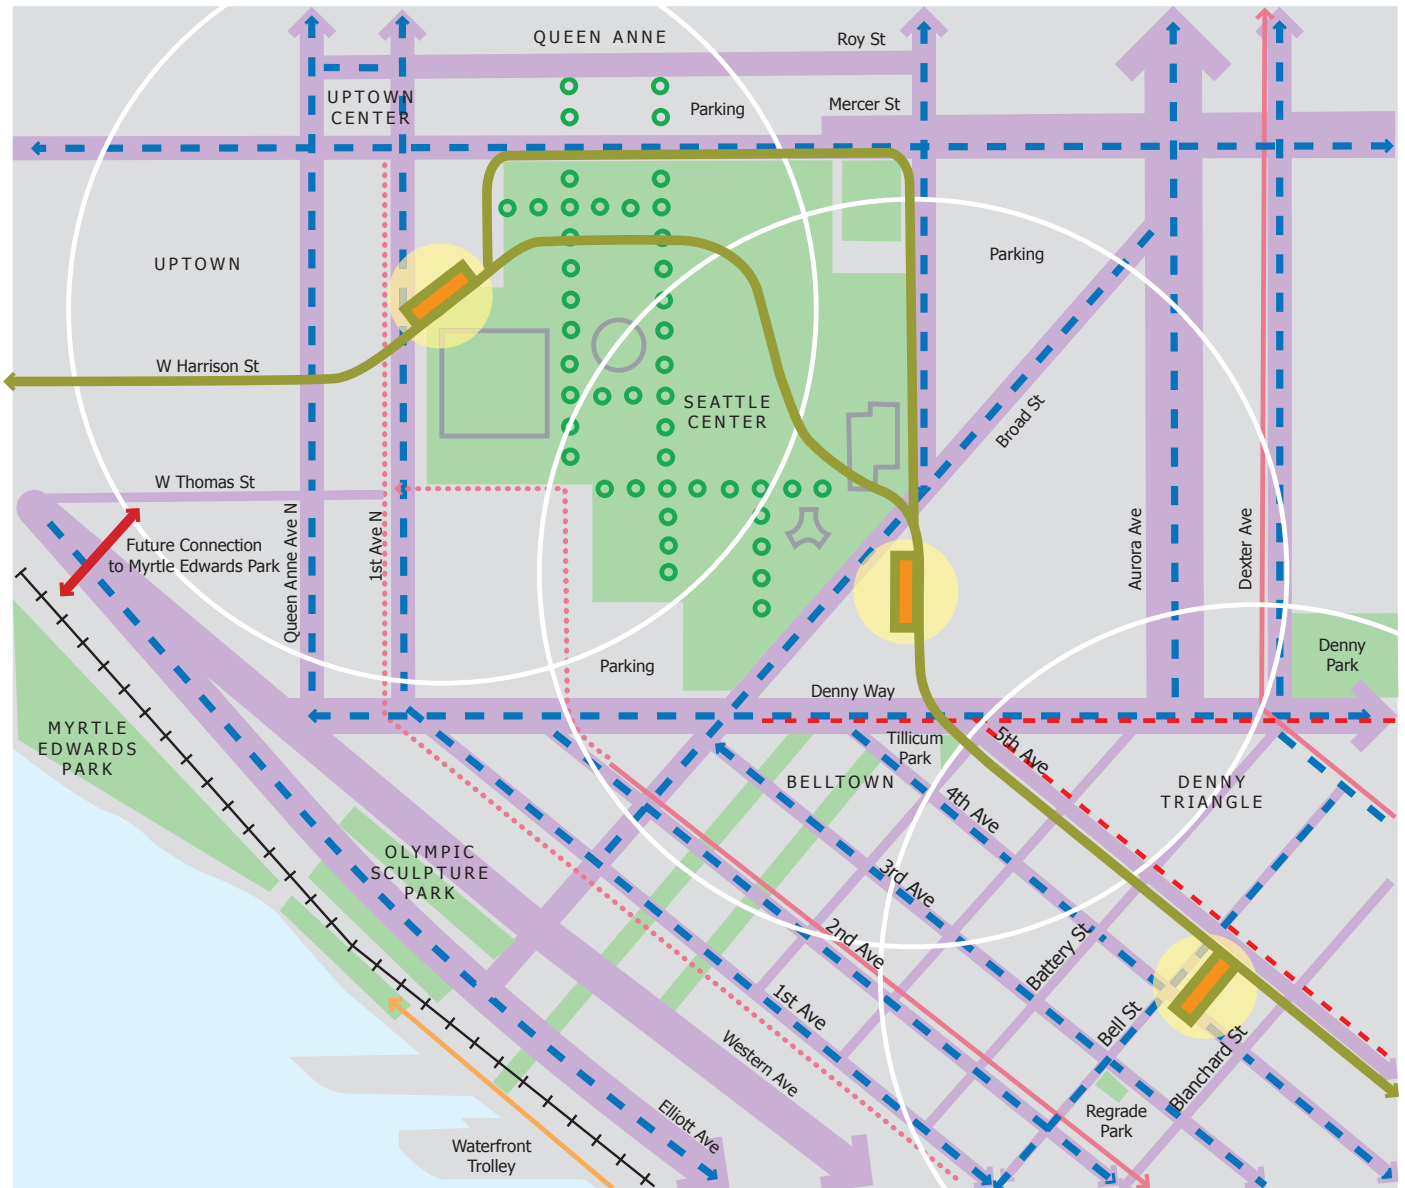 QUEEN ANNE
Roy St
UPTOWN
CENTER
Parking
Mercer St
UPTOWN
Parking
W Harrison St
SEATTLE
CENTER
Broad St
W Thomas St
Queen Anne Ave N
1st Ave N
Aurora Ave
Dexter Ave
Future Connection
to Myrtle Edwards Park
Parking
Denny
Park
Denny Way
MYRTLE
EDWARDS
PARK
Tillicum
Park
5th Ave
BELLTOWN
DENNY
TRIANGLE
4th Ave
OLYMPIC
SCULPTURE
PARK
3rd Ave
2nd Ave
Battery St
1st Ave
Bell St
Blanchard St
Western Ave
Elliott Ave
Regrade
Park
Waterfront
Trolley